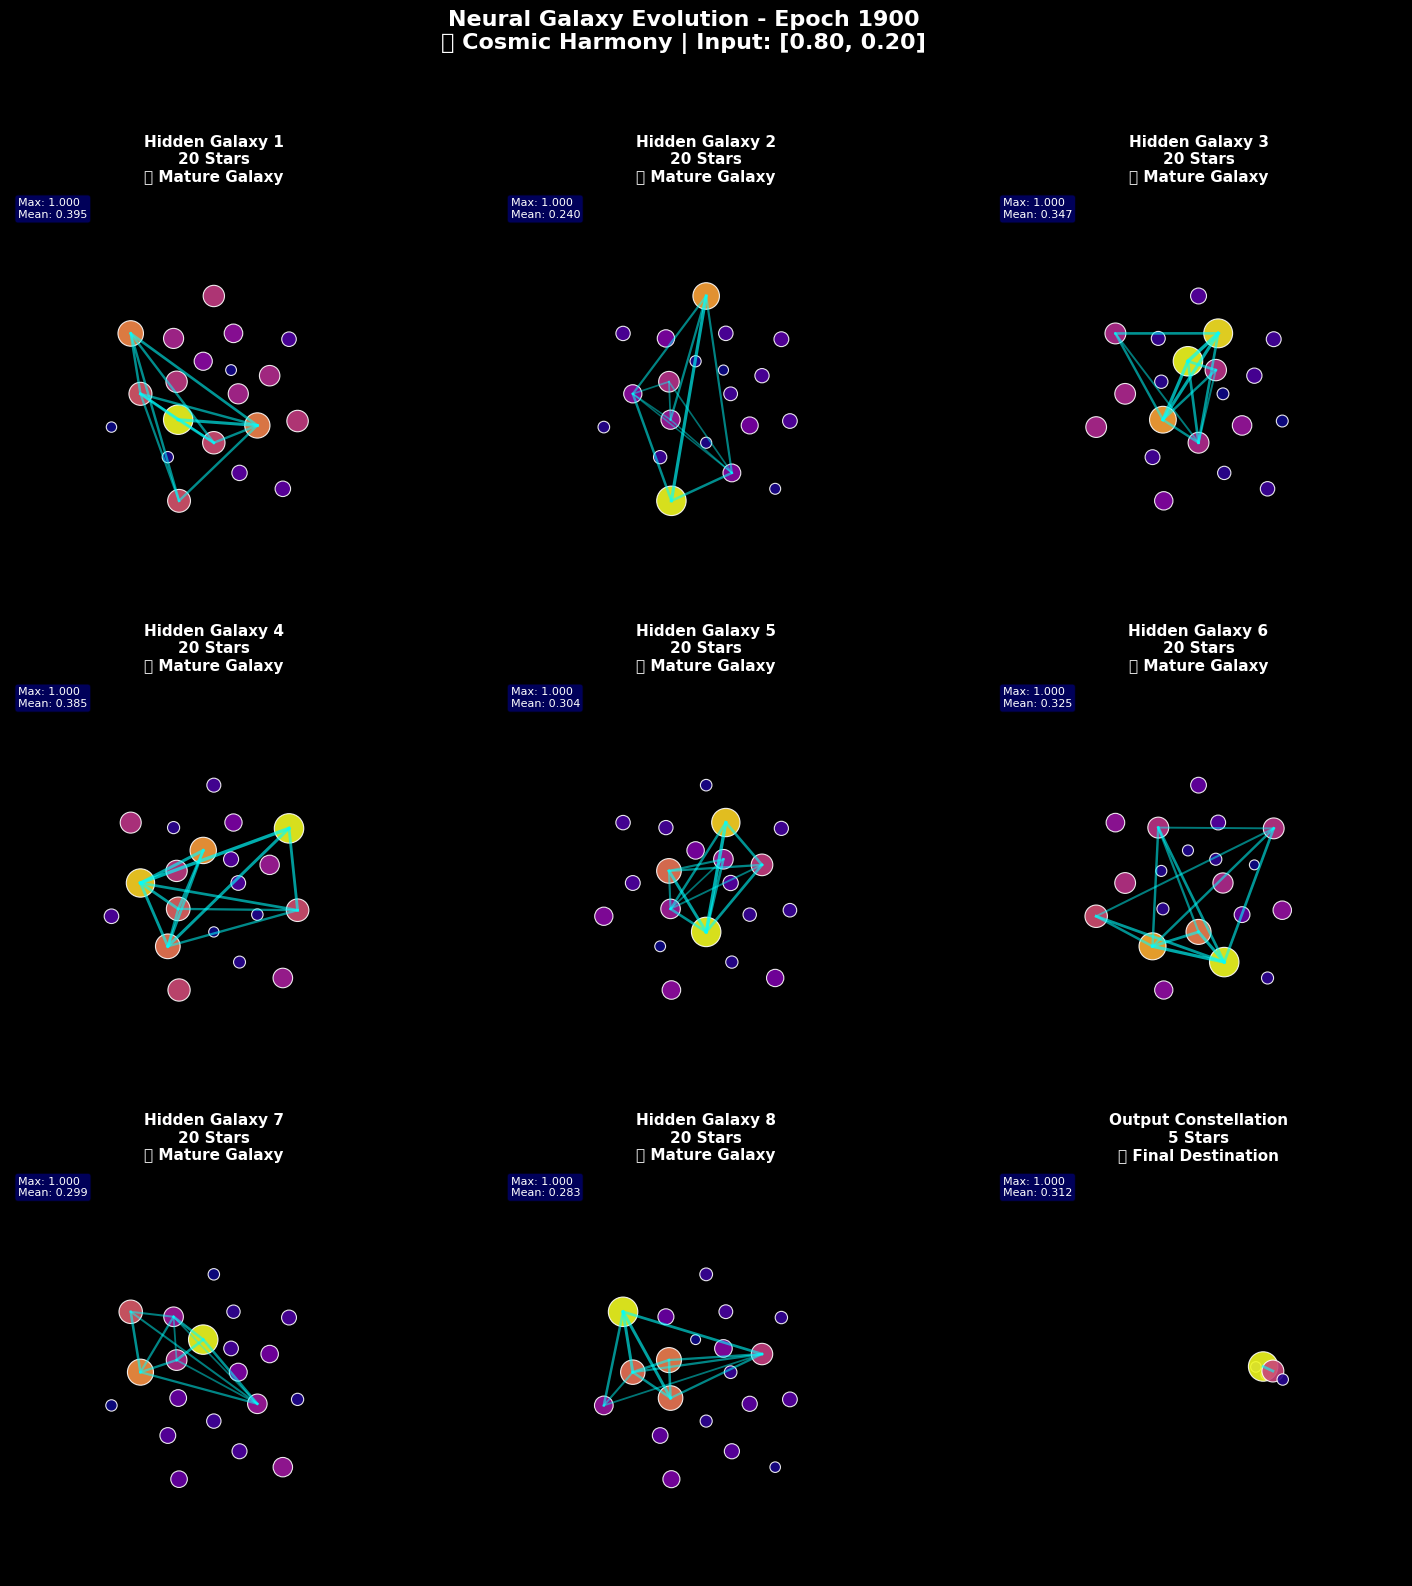 Neural Galaxy Evolution - Epoch 1900
▯ Cosmic Harmony | Input: [0.80, 0.20]
Hidden Galaxy 1
20 Stars
▯ Mature Galaxy
Max: 1.000
Mean: 0.395
Hidden Galaxy 2
20 Stars
▯ Mature Galaxy
Max: 1.000
Mean: 0.240
Hidden Galaxy 3
20 Stars
▯ Mature Galaxy
Max: 1.000
Mean: 0.347
Hidden Galaxy 4
20 Stars
▯ Mature Galaxy
Max: 1.000
Mean: 0.385
Hidden Galaxy 5
20 Stars
▯ Mature Galaxy
Max: 1.000
Mean: 0.304
Hidden Galaxy 6
20 Stars
▯ Mature Galaxy
Max: 1.000
Mean: 0.325
Hidden Galaxy 7
20 Stars
▯ Mature Galaxy
Max: 1.000
Mean: 0.299
Hidden Galaxy 8
20 Stars
▯ Mature Galaxy
Max: 1.000
Mean: 0.283
Output Constellation
5 Stars
▯ Final Destination
Max: 1.000
Mean: 0.312